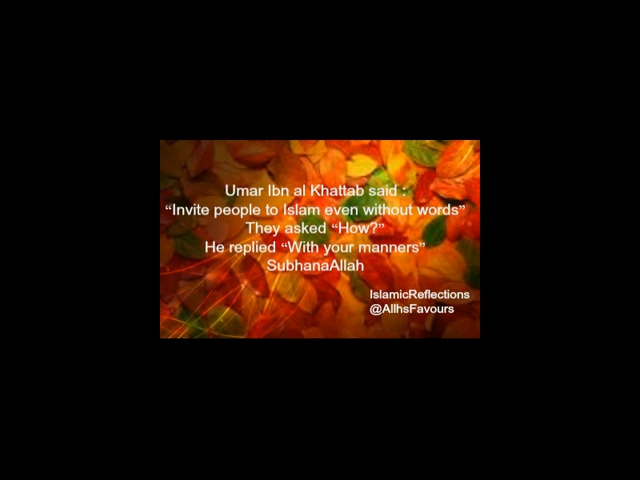 Umar Ibn al Khattab said :
“Invite people to Islam even without words”
They asked “How?”
He replied “With your manners”
SubhanaAllah
IslamicReflections
@AllhsFavours